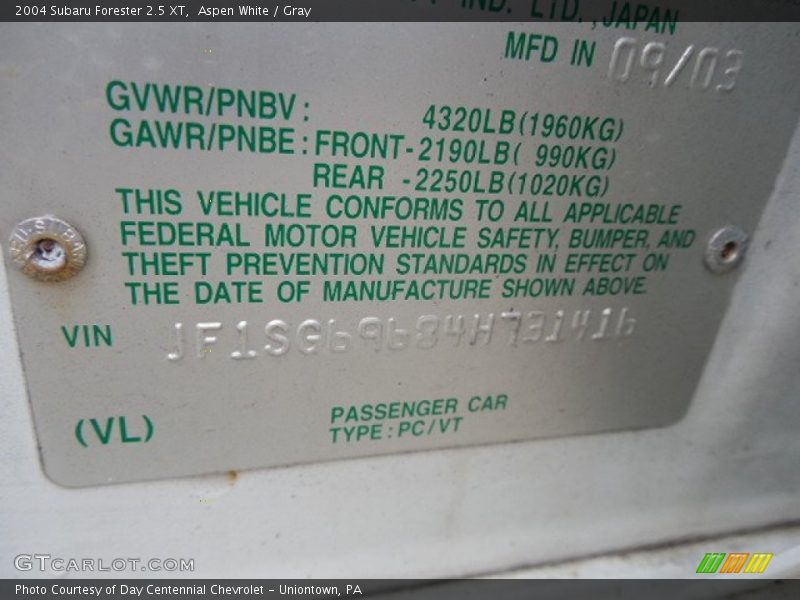 2004 Subaru Forester 2.5 XT, Aspen White / Gray
IND. LTD., JAPAN
MFD IN 09/03
GVWR/PNBV: 4320LB(1960KG)
GAWR/PNBE: FRONT-2190LB( 990KG)
REAR -2250LB(1020KG)
THIS VEHICLE CONFORMS TO ALL APPLICABLE
FEDERAL MOTOR VEHICLE SAFETY, BUMPER, AND
THEFT PREVENTION STANDARDS IN EFFECT ON
THE DATE OF MANUFACTURE SHOWN ABOVE.
VIN JF1SG69684H731416
(VL) PASSENGER CAR
TYPE: PC/VT
GTCARLOT.COM
Photo Courtesy of Day Centennial Chevrolet - Uniontown, PA